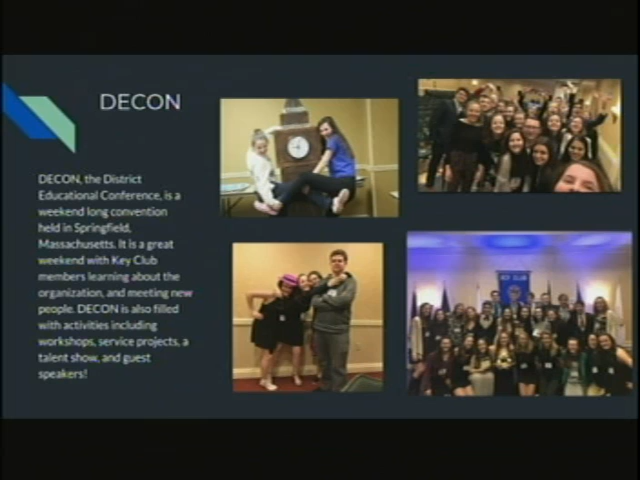 DECON
DECON, the District
Educational Conference, is a
weekend long convention
held in Springfield,
Massachusetts. It is a great
weekend with Key Club
members learning about the
organization, and meeting new
people. DECON is also filled
with activities including
workshops, service projects, a
talent show, and guest
speakers!
KEY CLUB